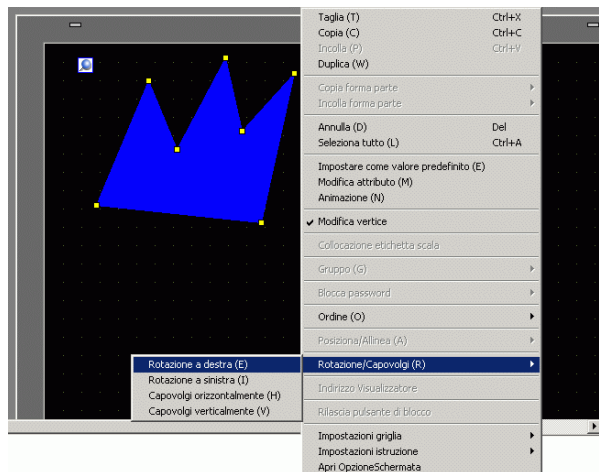 Taglia (T) Ctrl+X
Copia (C) Ctrl+C
Incolla (P) Ctrl+V
Duplica (W)
Copia forma parte
Incolla forma parte
Annulla (D) Del
Seleziona tutto (L) Ctrl+A
Impostare come valore predefinito (E)
Modifica attributo (M)
Animazione (N)
Modifica vertice
Collocazione etichetta scala
Gruppo (G)
Blocca password
Ordine (O)
Posiziona/Allinea (A)
Rotazione/Capovolgi (R)
Rotazione a destra (E)
Rotazione a sinistra (I)
Capovolgi orizzontalmente (H)
Capovolgi verticalmente (V)
Indirizzo Visualizzatore
Rilascia pulsante di blocco
Impostazioni griglia
Impostazioni istruzione
Apri OpzioneSchermata